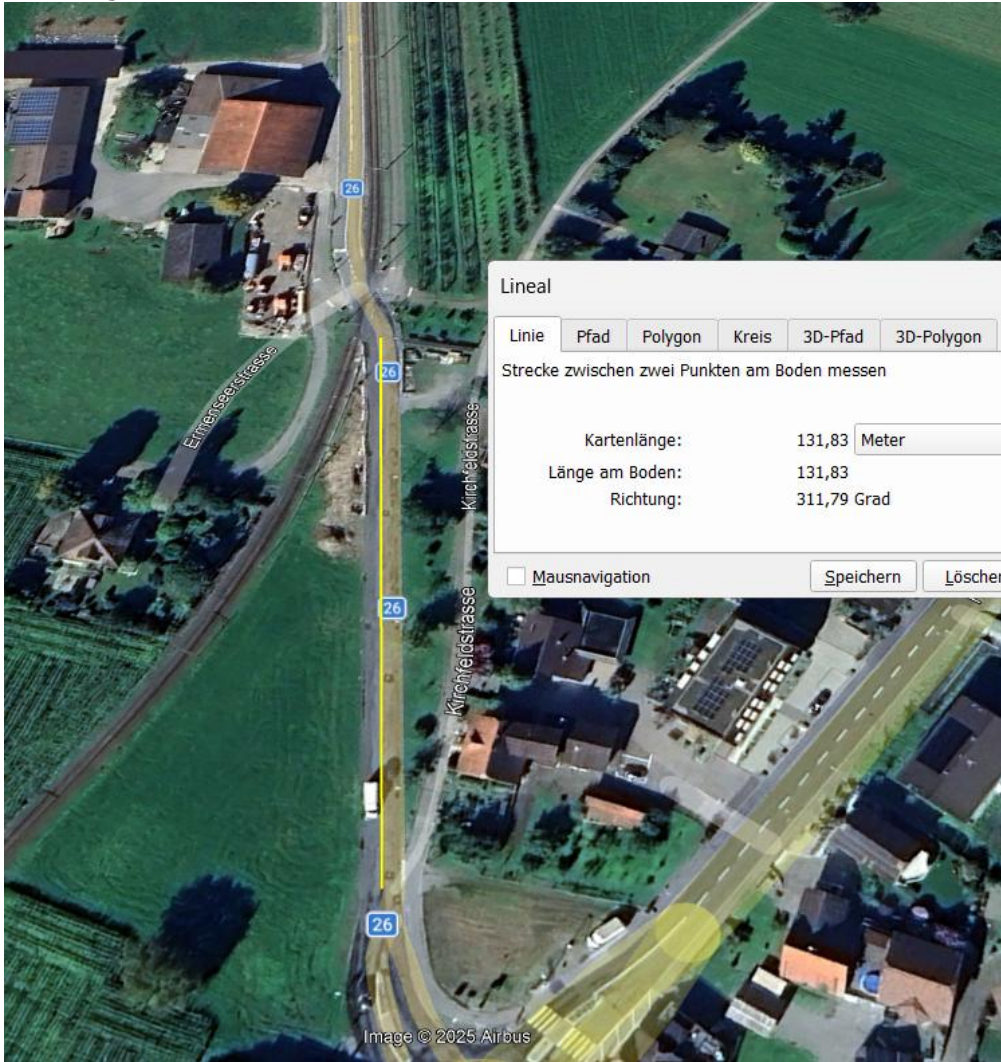 26
Lineal
Linie Pfad Polygon Kreis 3D-Pfad 3D-Polygon
Strecke zwischen zwei Punkten am Boden messen
Kartenlänge: 131,83 Meter
Länge am Boden: 131,83
Richtung: 311,79 Grad
Mausnavigation Speichern Löschen
26
Ermenseerstrasse
Kirchfeldstrasse
26
Kirchfeldstrasse
26
Image © 2025 Airbus